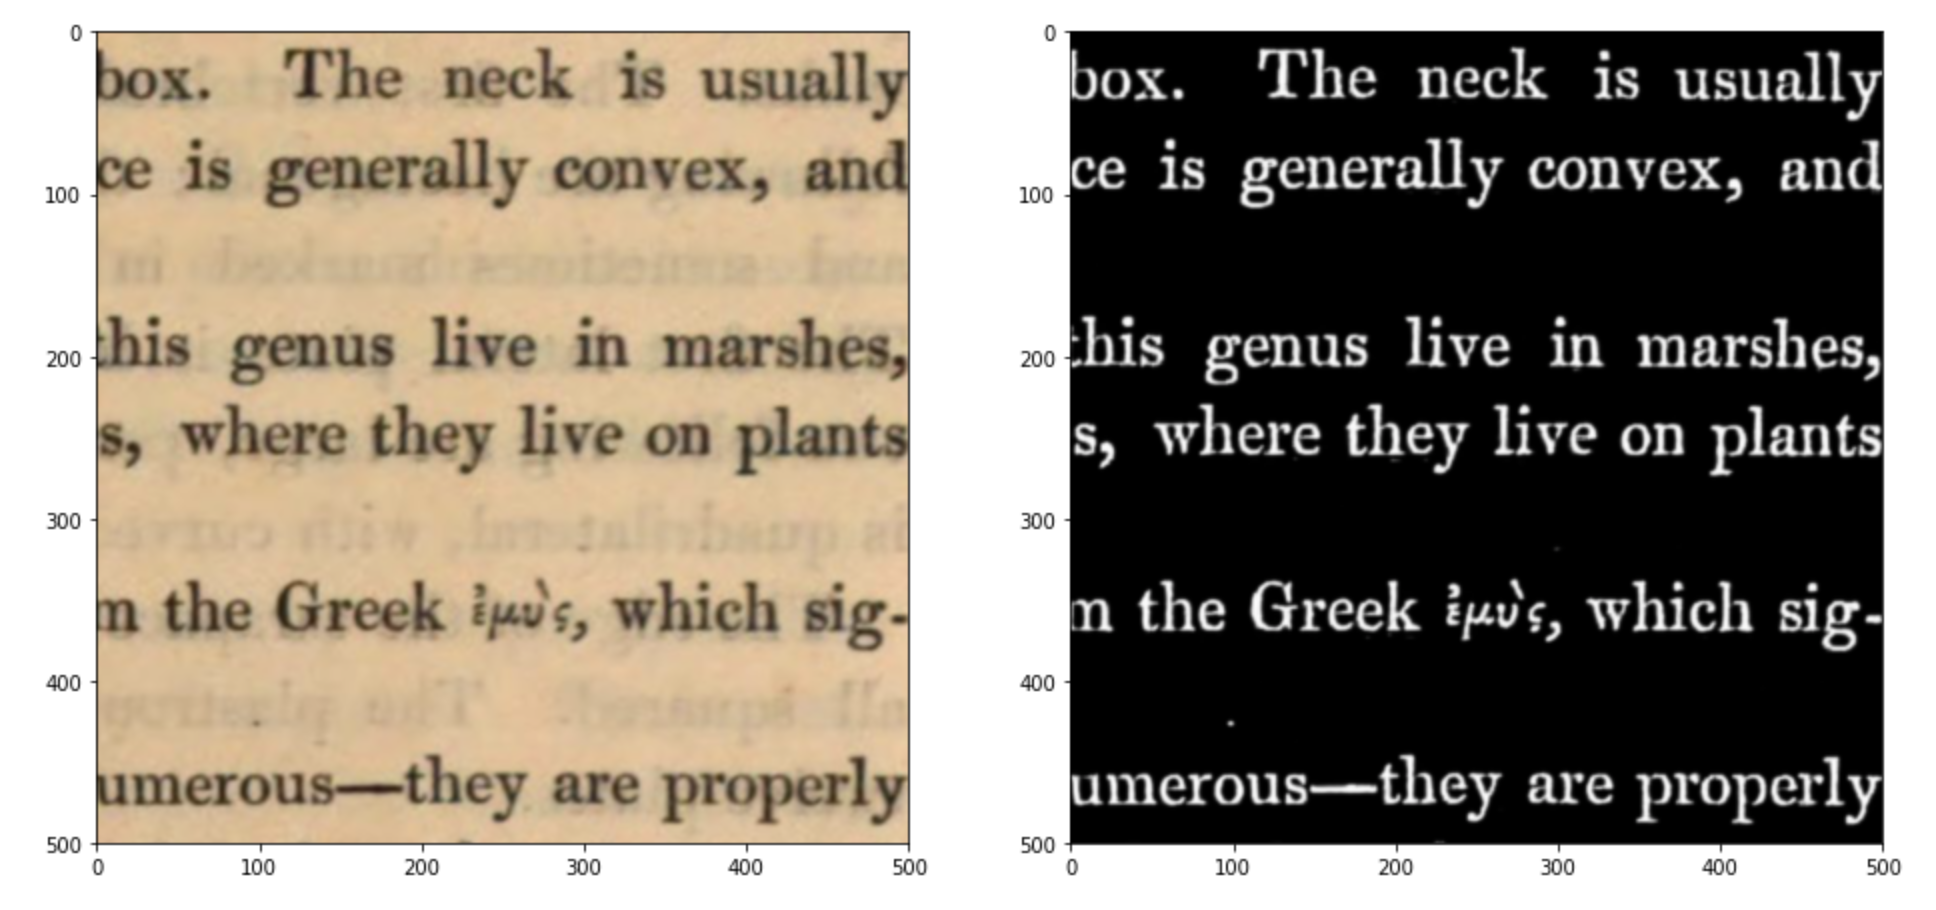 box. The neck is usually
ce is generally convex, and
this genus live in marshes,
s, where they live on plants
m the Greek ἐμὺς, which sig-
umerous—they are properly
0
100
200
300
400
500
0
100
200
300
400
500
box. The neck is usually
ce is generally convex, and
this genus live in marshes,
s, where they live on plants
m the Greek ἐμὺς, which sig-
umerous—they are properly
0
100
200
300
400
500
0
100
200
300
400
500